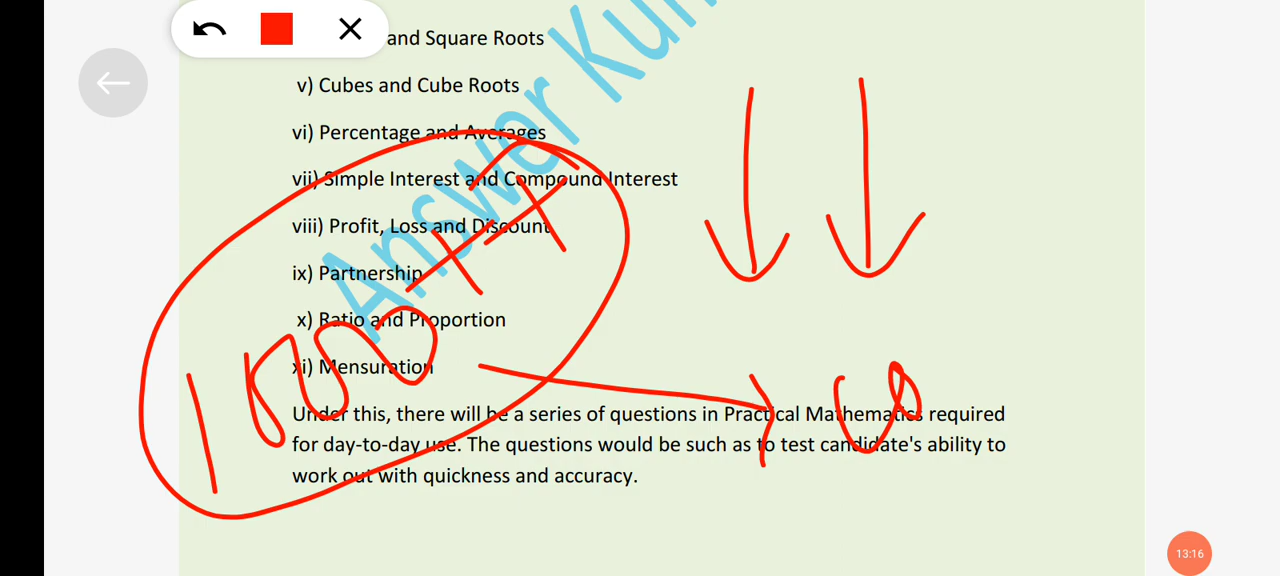 and Square Roots
v) Cubes and Cube Roots
vi) Percentage and Averages
vii) Simple Interest and Compound Interest
viii) Profit, Loss and Discount
ix) Partnership
x) Ratio and Proportion
xi) Mensuration
Under this, there will be a series of questions in Practical Mathematics required
for day-to-day use. The questions would be such as to test candidate's ability to
work out with quickness and accuracy.
Answer
13:16